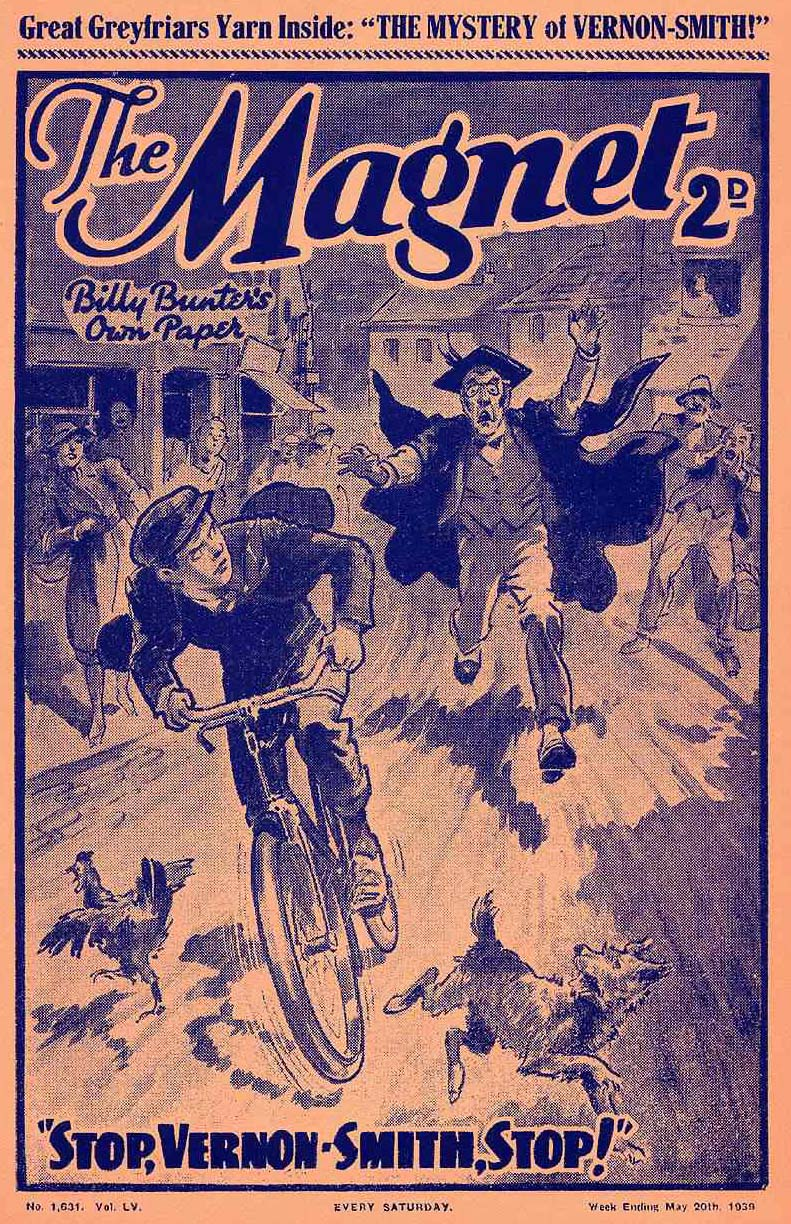 Great Greyfriars Yarn Inside: “THE MYSTERY of VERNON-SMITH!”
The Magnet 2D
Billy Bunter's
Own Paper
"STOP, VERNON-SMITH, STOP!"
No. 1,631. Vol. LV. EVERY SATURDAY. Week Ending May 20th, 1939